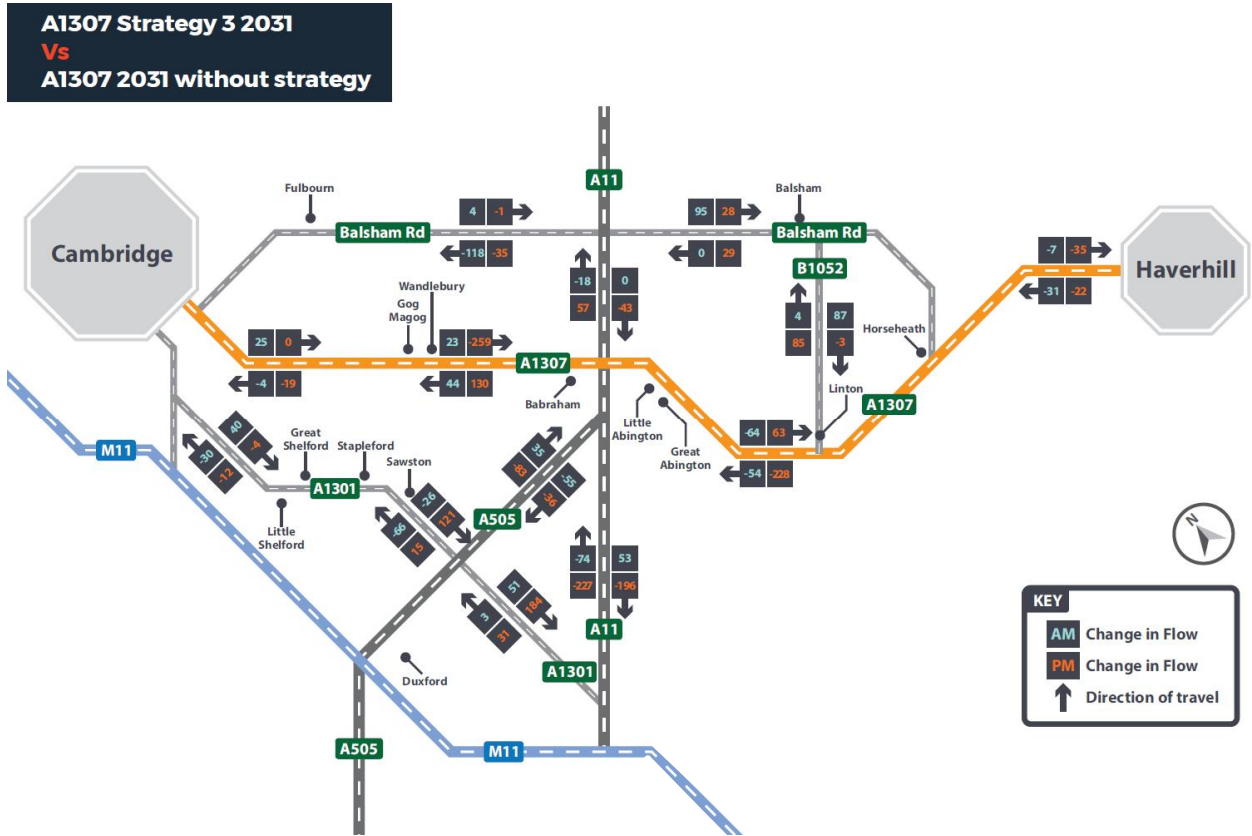 A1307 Strategy 3 2031
Vs
A1307 2031 without strategy
A11
Fulbourn
Balsham
4 -1
95 28
Balsham Rd
Balsham Rd
Cambridge
-118 -35
0 29
-7 -35
Haverhill
B1052
-18
57
0
-43
-31 -22
Wandlebury
Gog
Magog
4
85
87
-3
Horseheath
25 0
23 -259
A1307
-4 -19
44 130
Babraham
Linton
A1307
Little
Abington
Great
Abington
40
-4
-30
-12
Great
Shelford
Stapleford
Sawston
-64 63
-54 -228
M11
35
-83
-55
-36
A1301
-26
121
-66
15
A505
Little
Shelford
N
-74
-227
53
-196
51
184
3
31
A11
Duxford
A1301
A505
M11
KEY
AM Change in Flow
PM Change in Flow
Direction of travel